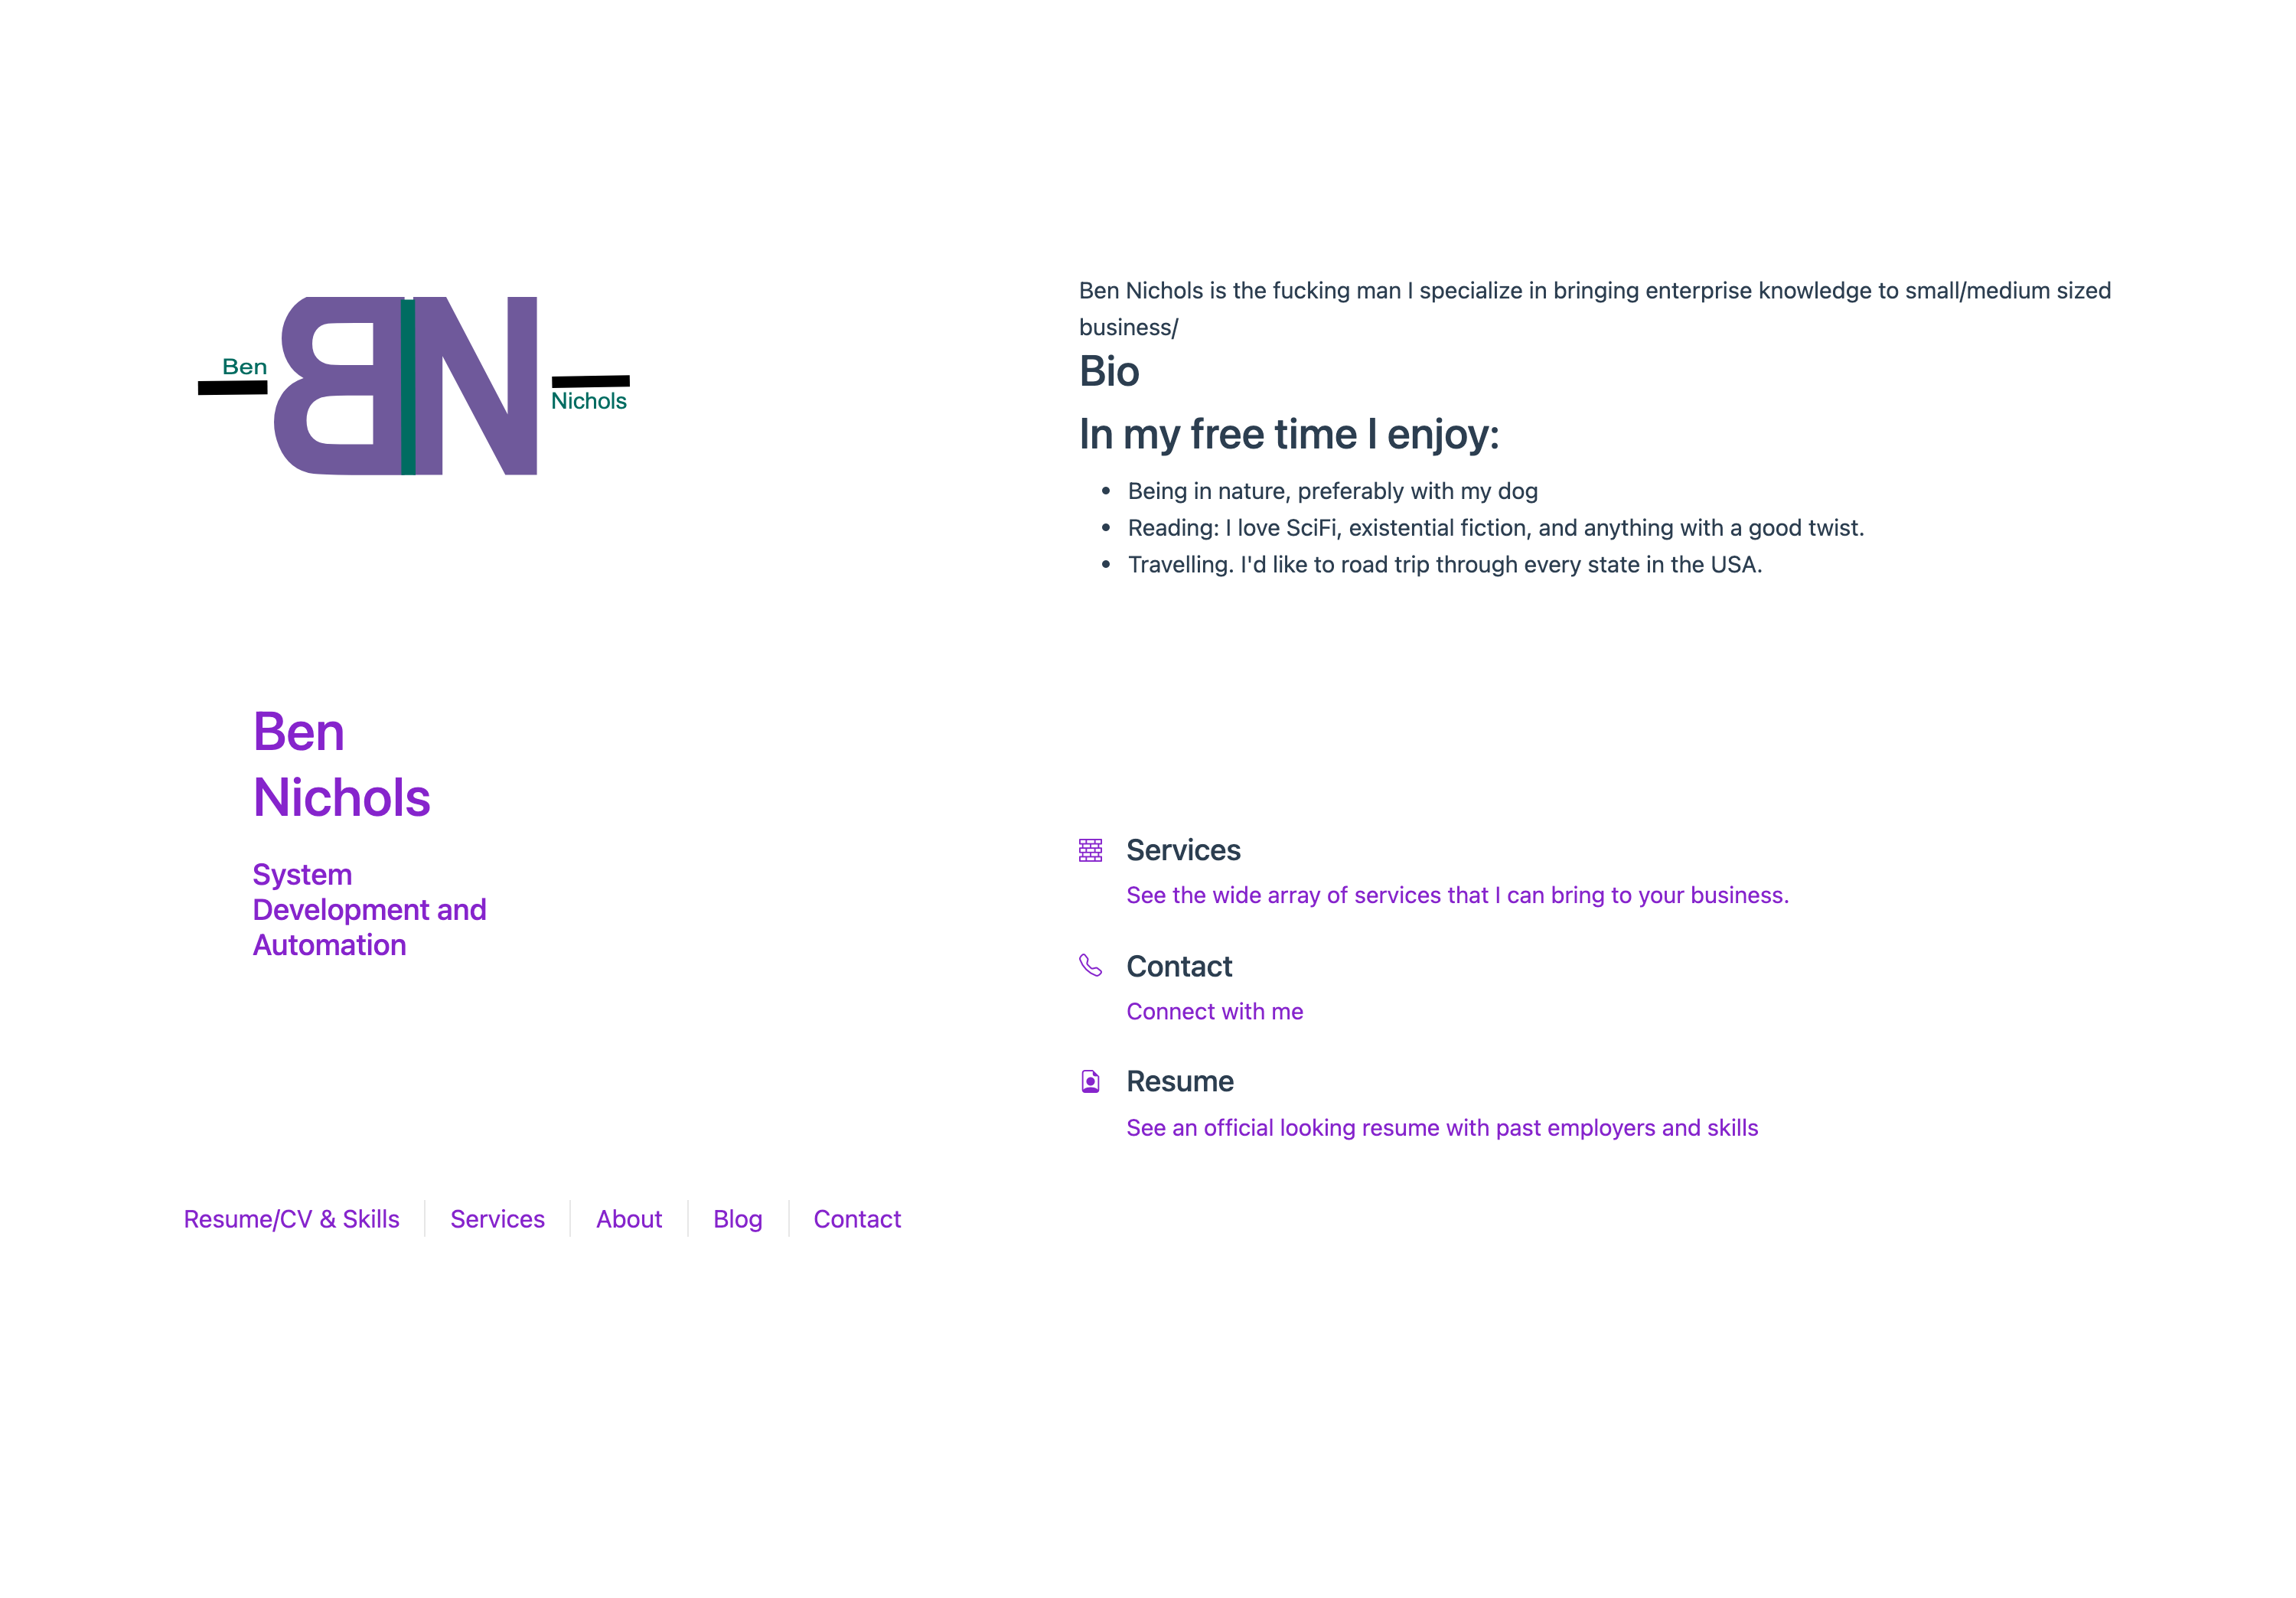 Ben
BN
Nichols
Ben
Nichols
System
Development and
Automation
Resume/CV & Skills
Services
About
Blog
Contact
Ben Nichols is the fucking man I specialize in bringing enterprise knowledge to small/medium sized
business/
Bio
In my free time I enjoy:
• Being in nature, preferably with my dog
• Reading: I love SciFi, existential fiction, and anything with a good twist.
• Travelling. I'd like to road trip through every state in the USA.
Services
See the wide array of services that I can bring to your business.
Contact
Connect with me
Resume
See an official looking resume with past employers and skills